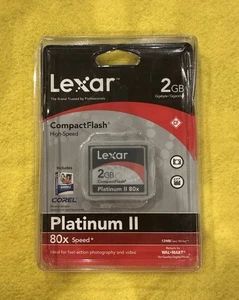 Lexar
The Brand Trusted by Professionals
2GB
CompactFlash®
High-Speed
Lexar
2GB
CompactFlash®
Platinum II 80x
Includes
COREL
Platinum II
80x Speed*
WAL-MART
Ideal for fast-action photography and video